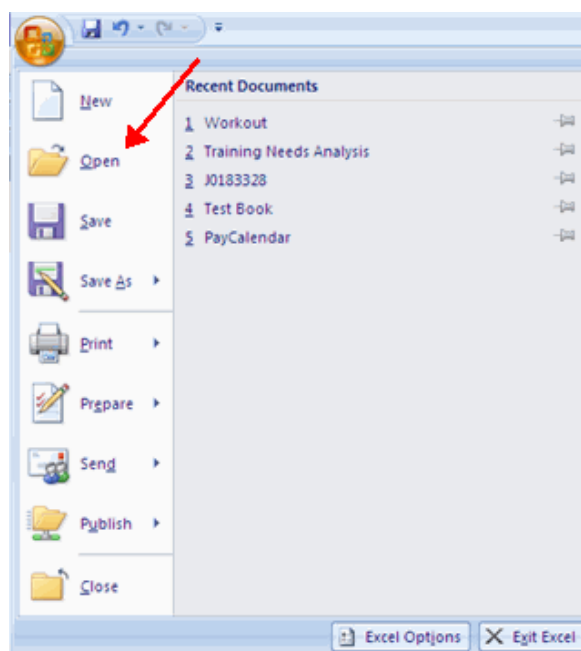 New
Open
Save
Save As
Print
Prepare
Send
Publish
Close
Recent Documents
1 Workout
2 Training Needs Analysis
3 J0183328
4 Test Book
5 PayCalendar
Excel Options
Exit Excel